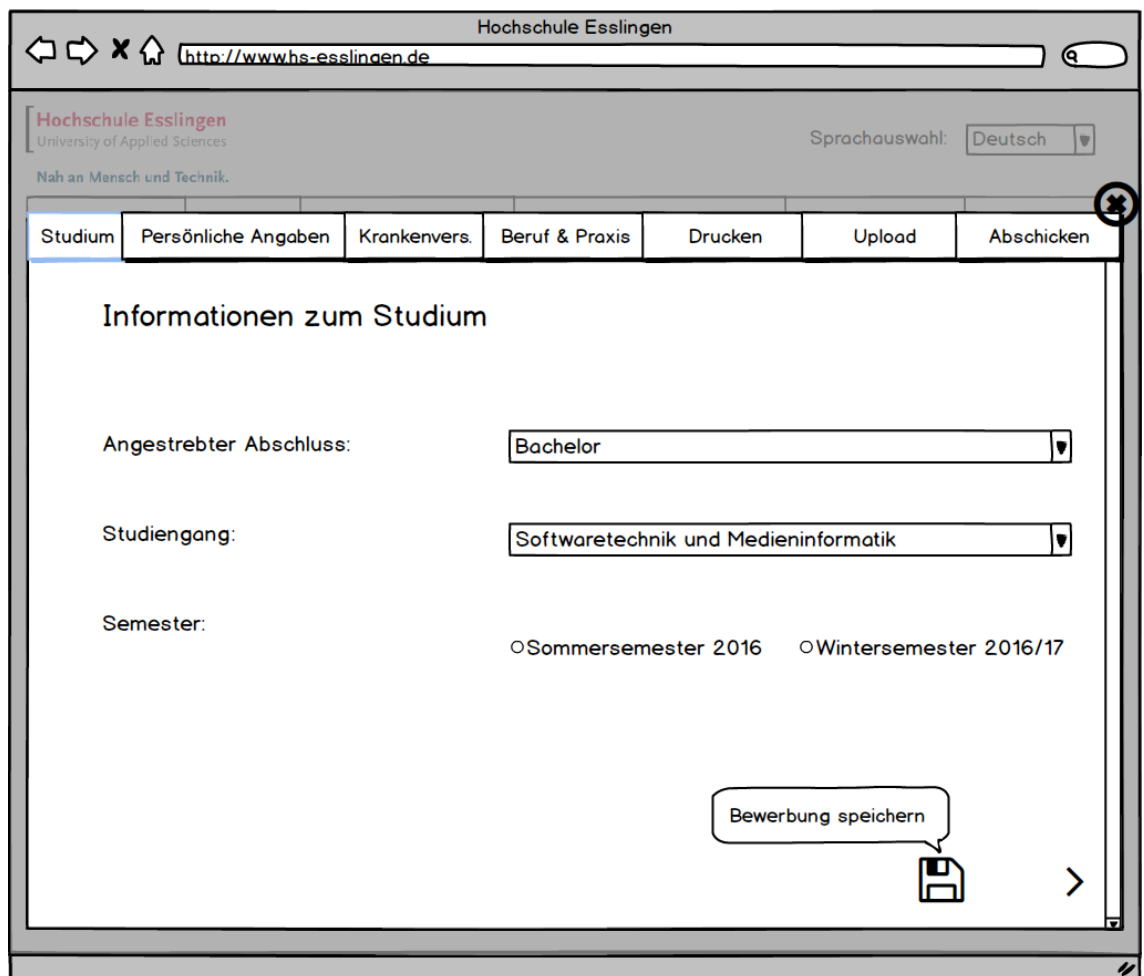 Hochschule Esslingen
http://www.hs-esslingen.de
Hochschule Esslingen
University of Applied Sciences
Nah an Mensch und Technik.
Sprachauswahl: Deutsch
Studium Persönliche Angaben Krankenvers. Beruf & Praxis Drucken Upload Abschicken
Informationen zum Studium
Angestrebter Abschluss: Bachelor
Studiengang: Softwaretechnik und Medieninformatik
Semester:
Sommersemester 2016 Wintersemester 2016/17
Bewerbung speichern